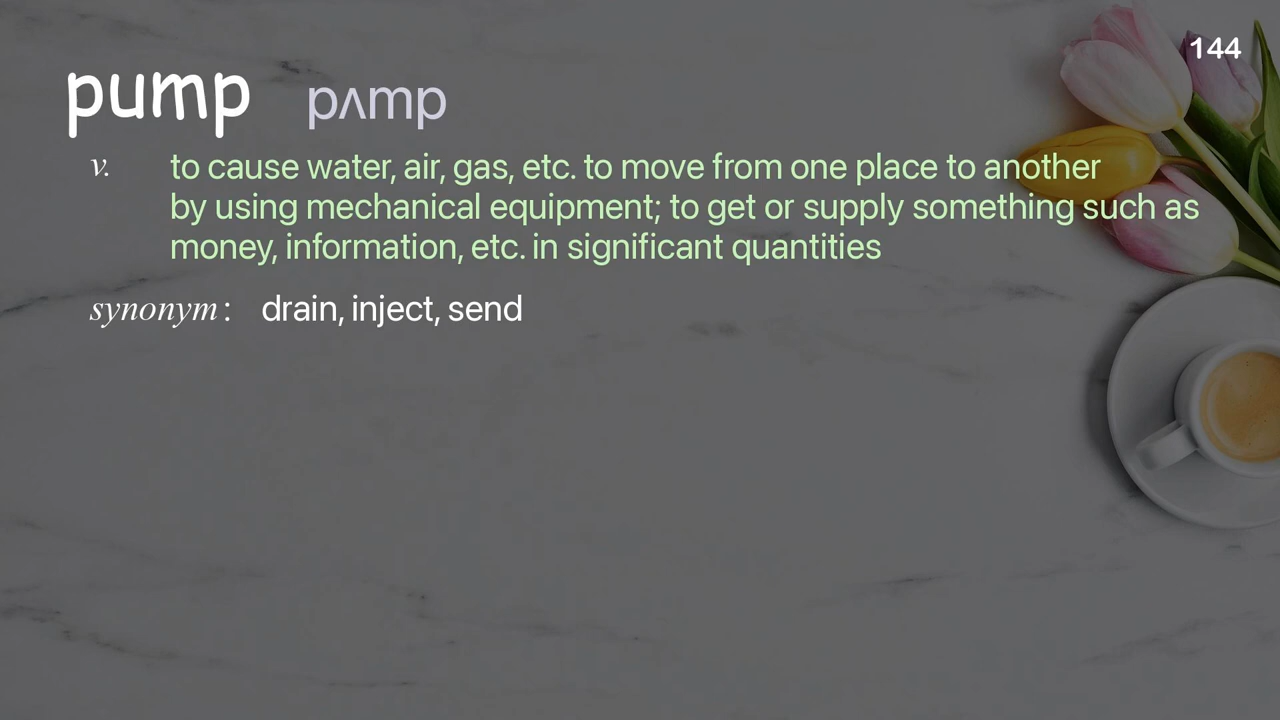 144
pump pʌmp
v. to cause water, air, gas, etc. to move from one place to another
by using mechanical equipment; to get or supply something such as
money, information, etc. in significant quantities
synonym: drain, inject, send